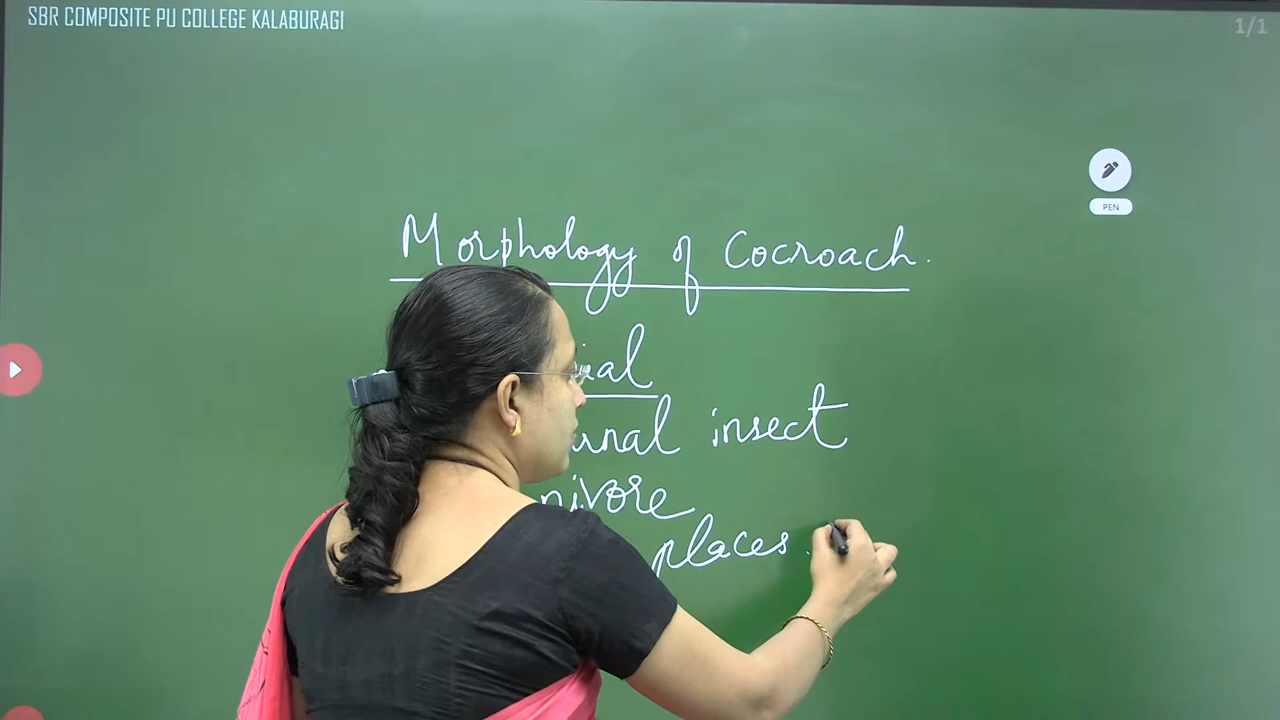 SBR COMPOSITE PU COLLEGE KALABURAGI
1/1
PEN
Morphology of Cocroach.
insect
places.